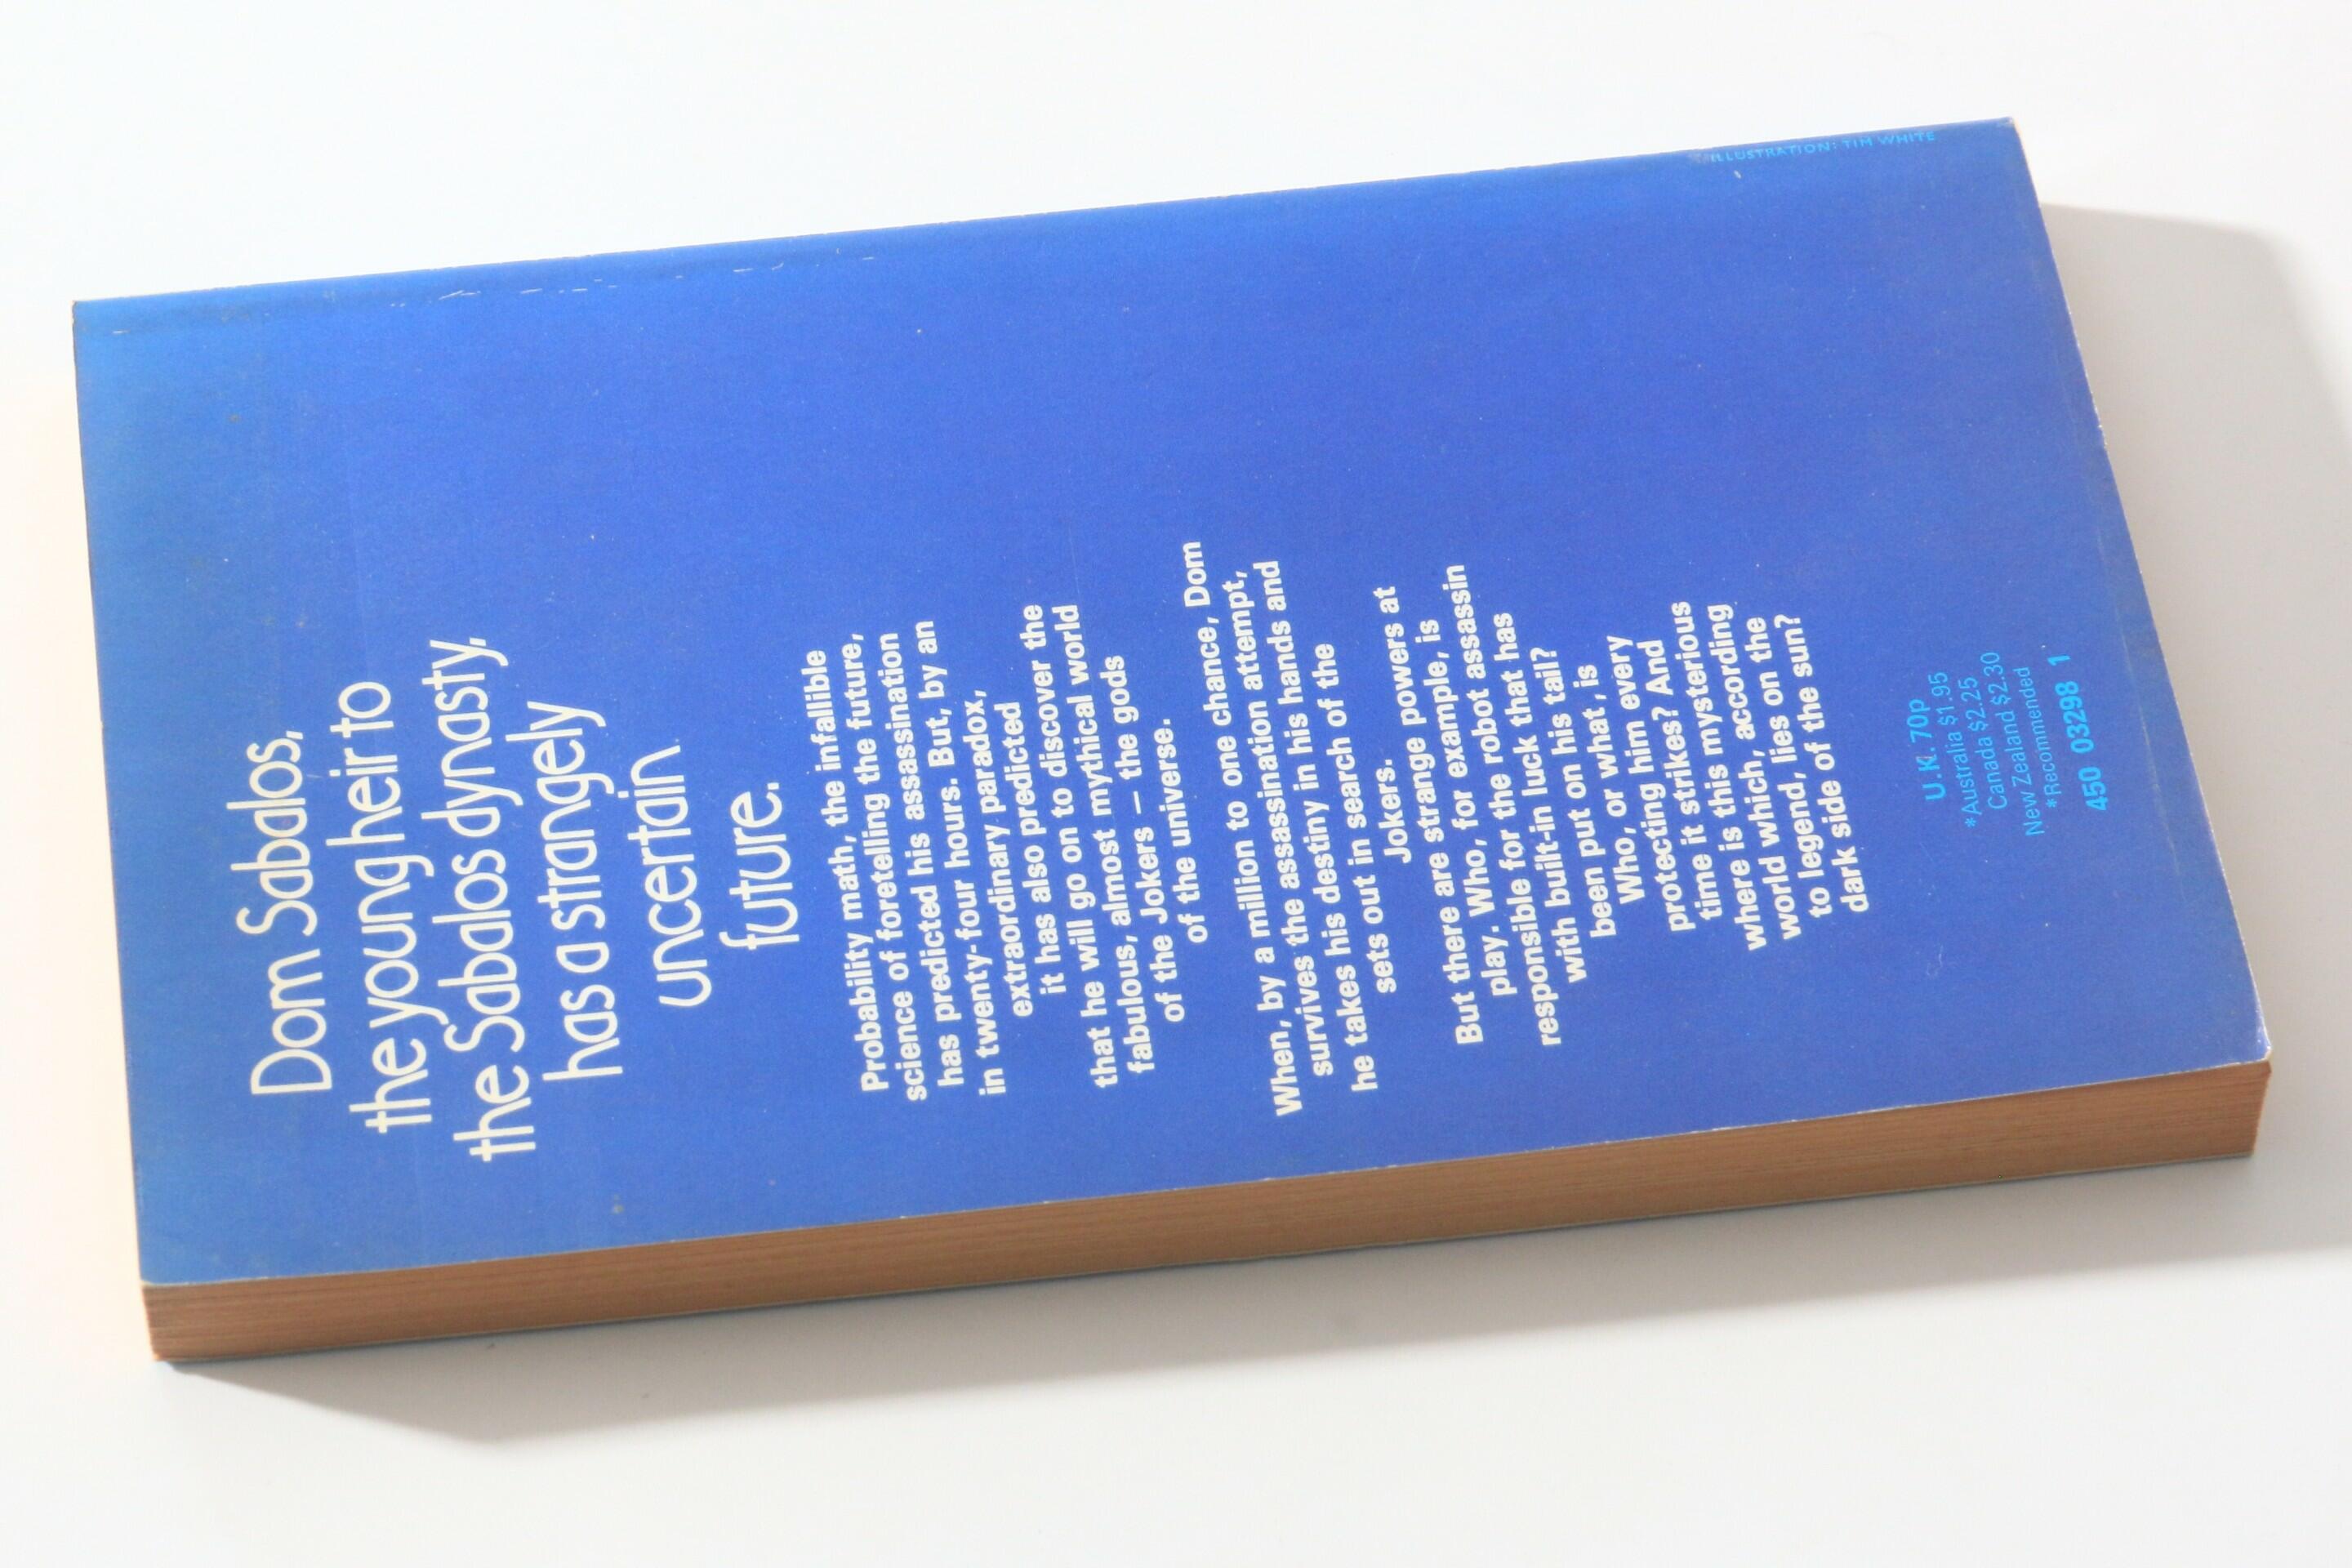 Dom Sabalos,
the young heir to
the Sabalos dynasty,
has a strangely
uncertain
future.
Probability math, the infallible
science of foretelling the future,
has predicted his assassination
in twenty-four hours. But, by an
extraordinary paradox,
it has also predicted
that he will go on to discover the
fabulous, almost mythical world
of the Jokers — the gods
of the universe.
When, by a million to one chance, Dom
survives the assassination attempt,
he takes his destiny in his hands and
sets out in search of the
Jokers.
But there are strange powers at
play. Who, for example, is
responsible for the robot assassin
with built-in luck that has
been put on his tail?
Who, or what, is
protecting him every
time it strikes? And
where is this mysterious
world which, according
to legend, lies on the
dark side of the sun?
U.K. 70p
*Australia $1.95
Canada $2.25
New Zealand $2.30
*Recommended
450 03298 1
ILLUSTRATION: TIM WHITE